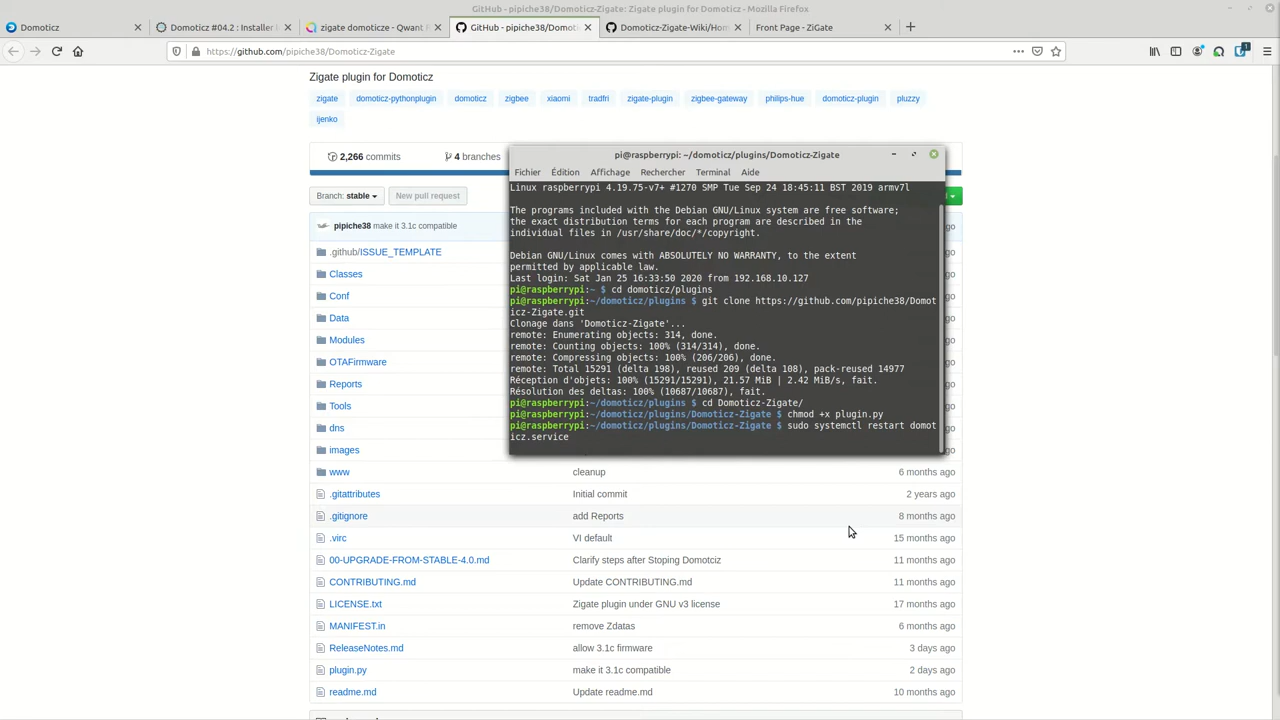 GitHub - pipiche38/Domoticz-Zigate: Zigate plugin for Domoticz - Mozilla Firefox
Domoticz
Domoticz #04.2 : Installer
zigate domoticze - Qwant R
GitHub - pipiche38/Domoti
Domoticz-Zigate-Wiki/Hom
Front Page - ZiGate
https://github.com/pipiche38/Domoticz-Zigate
1
Zigate plugin for Domoticz
zigate
domoticz-pythonplugin
domoticz
zigbee
xiaomi
tradfri
zigate-plugin
zigbee-gateway
philips-hue
domoticz-plugin
pluzzy
ijenko
2,266 commits
4 branches
Branch: stable
New pull request
pipiche38 make it 3.1c compatible
go
.github/ISSUE_TEMPLATE
go
Classes
go
Conf
go
Data
go
Modules
go
OTAFirmware
go
Reports
go
Tools
go
dns
go
images
go
www
cleanup
6 months ago
.gitattributes
Initial commit
2 years ago
.gitignore
add Reports
8 months ago
.virc
VI default
15 months ago
00-UPGRADE-FROM-STABLE-4.0.md
Clarify steps after Stoping Domotciz
11 months ago
CONTRIBUTING.md
Update CONTRIBUTING.md
11 months ago
LICENSE.txt
Zigate plugin under GNU v3 license
17 months ago
MANIFEST.in
remove Zdatas
6 months ago
ReleaseNotes.md
allow 3.1c firmware
3 days ago
plugin.py
make it 3.1c compatible
2 days ago
readme.md
Update readme.md
10 months ago
pi@raspberrypi: ~/domoticz/plugins/Domoticz-Zigate
Fichier Édition Affichage Rechercher Terminal Aide
Linux raspberrypi 4.19.75-v7+ #1270 SMP Tue Sep 24 18:45:11 BST 2019 armv7l
The programs included with the Debian GNU/Linux system are free software;
the exact distribution terms for each program are described in the
individual files in /usr/share/doc/*/copyright.
Debian GNU/Linux comes with ABSOLUTELY NO WARRANTY, to the extent
permitted by applicable law.
Last login: Sat Jan 25 16:33:50 2020 from 192.168.10.127
pi@raspberrypi:~ $ cd domoticz/plugins
pi@raspberrypi:~/domoticz/plugins $ git clone https://github.com/pipiche38/Domot
icz-Zigate.git
Clonage dans 'Domoticz-Zigate'...
remote: Enumerating objects: 314, done.
remote: Counting objects: 100% (314/314), done.
remote: Compressing objects: 100% (206/206), done.
remote: Total 15291 (delta 198), reused 209 (delta 108), pack-reused 14977
Réception d'objets: 100% (15291/15291), 21.57 MiB | 2.42 MiB/s, fait.
Résolution des deltas: 100% (10687/10687), fait.
pi@raspberrypi:~/domoticz/plugins $ cd Domoticz-Zigate/
pi@raspberrypi:~/domoticz/plugins/Domoticz-Zigate $ chmod +x plugin.py
pi@raspberrypi:~/domoticz/plugins/Domoticz-Zigate $ sudo systemctl restart domot
icz.service